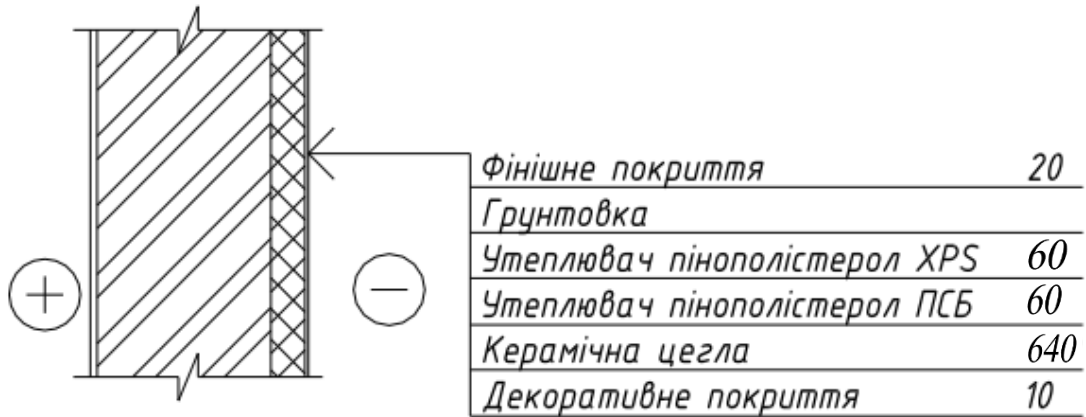 Фінішне покриття 20
Грунтовка
Утеплювач пінополістерол XPS 60
Утеплювач пінополістерол ПСБ 60
Керамічна цегла 640
Декоративне покриття 10
+
−